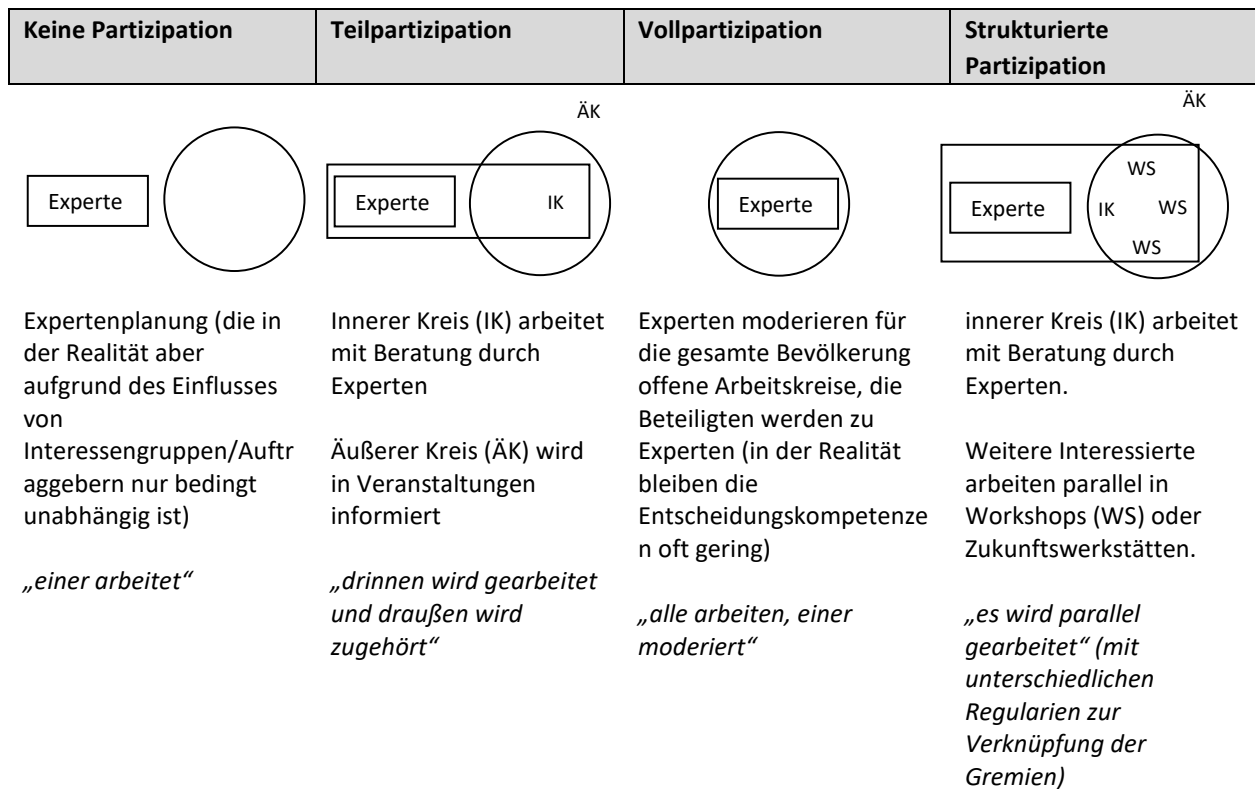 Keine Partizipation
Teilpartizipation
Vollpartizipation
Strukturierte
Partizipation
Experte
ÄK
Experte
IK
Experte
ÄK
Experte
IK
WS
WS
WS
Expertenplanung (die in
der Realität aber
aufgrund des Einflusses
von
Interessengruppen/Auftr
aggebern nur bedingt
unabhängig ist)
„einer arbeitet“
Innerer Kreis (IK) arbeitet
mit Beratung durch
Experten
Äußerer Kreis (ÄK) wird
in Veranstaltungen
informiert
„drinnen wird gearbeitet
und draußen wird
zugehört“
Experten moderieren für
die gesamte Bevölkerung
offene Arbeitskreise, die
Beteiligten werden zu
Experten (in der Realität
bleiben die
Entscheidungskompetenze
n oft gering)
„alle arbeiten, einer
moderiert“
innerer Kreis (IK) arbeitet
mit Beratung durch
Experten.
Weitere Interessierte
arbeiten parallel in
Workshops (WS) oder
Zukunftswerkstätten.
„es wird parallel
gearbeitet“ (mit
unterschiedlichen
Regularien zur
Verknüpfung der
Gremien)